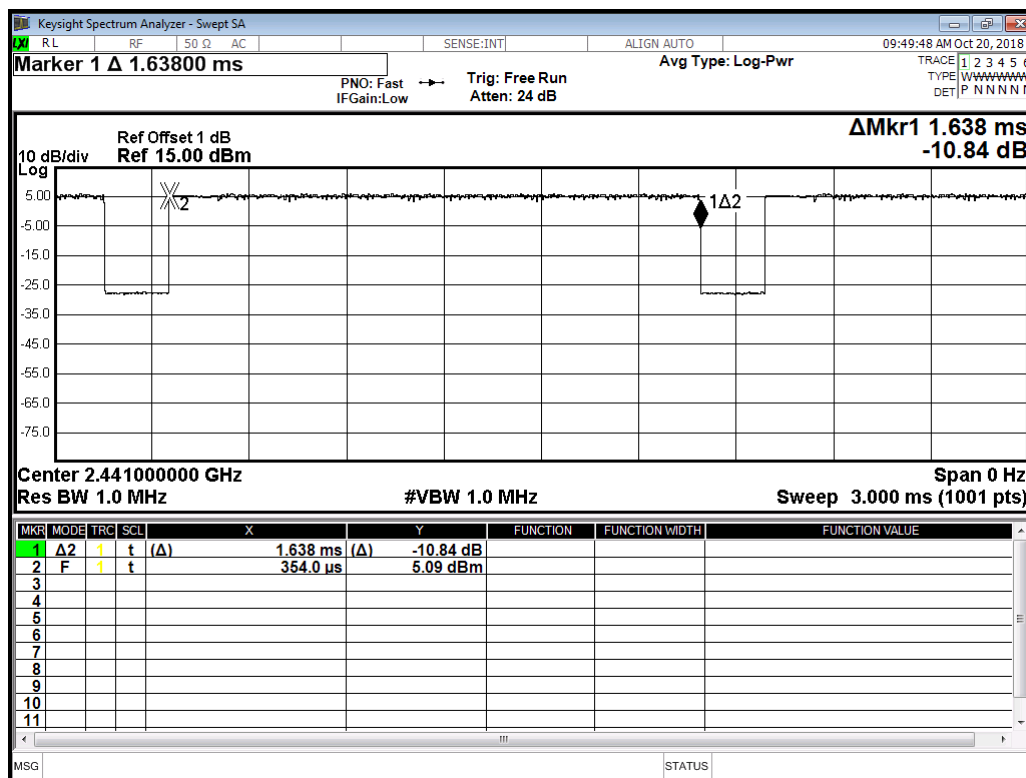 Keysight Spectrum Analyzer - Swept SA
LXI RL RF 50 Ω AC SENSE:INT ALIGN AUTO 09:49:48 AM Oct 20, 2018
Marker 1 Δ 1.63800 ms
PNO: Fast
IFGain:Low
Trig: Free Run
Atten: 24 dB
Avg Type: Log-Pwr
TRACE 1 2 3 4 5 6
TYPE WWWWWW
DET P N N N N N
ΔMkr1 1.638 ms
-10.84 dB
Ref Offset 1 dB
10 dB/div Ref 15.00 dBm
Log
5.00
-5.00
-15.0
-25.0
-35.0
-45.0
-55.0
-65.0
-75.0
2
1Δ2
Center 2.441000000 GHz Span 0 Hz
Res BW 1.0 MHz #VBW 1.0 MHz Sweep 3.000 ms (1001 pts)
MKR MODE TRC SCL X Y FUNCTION FUNCTION WIDTH FUNCTION VALUE
1 Δ2 1 t (Δ) 1.638 ms (Δ) -10.84 dB
2 F 1 t 354.0 µs 5.09 dBm
3
4
5
6
7
8
9
10
11
MSG STATUS